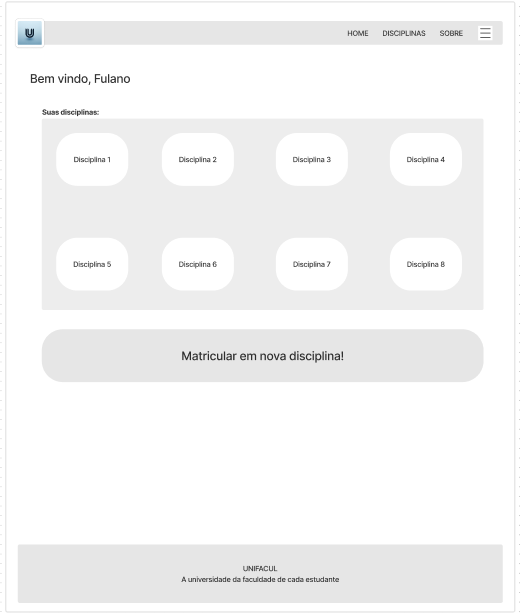 U
HOME DISCIPLINAS SOBRE
Bem vindo, Fulano
Suas disciplinas:
Disciplina 1 Disciplina 2 Disciplina 3 Disciplina 4
Disciplina 5 Disciplina 6 Disciplina 7 Disciplina 8
Matricular em nova disciplina!
UNIFACUL
A universidade da faculdade de cada estudante